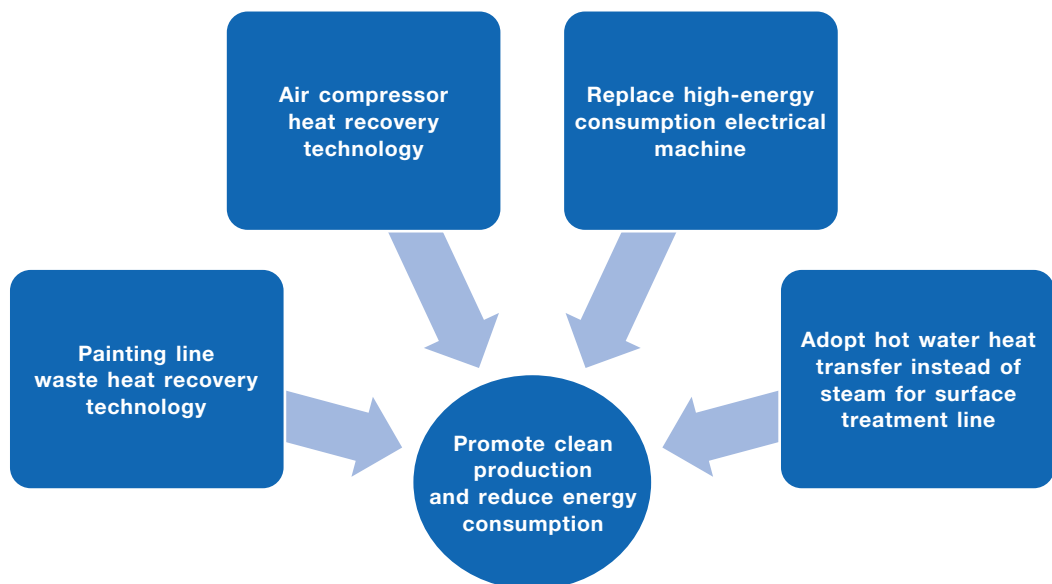 Air compressor
heat recovery
technology
Replace high-energy
consumption electrical
machine
Painting line
waste heat recovery
technology
Adopt hot water heat
transfer instead of
steam for surface
treatment line
Promote clean
production
and reduce energy
consumption